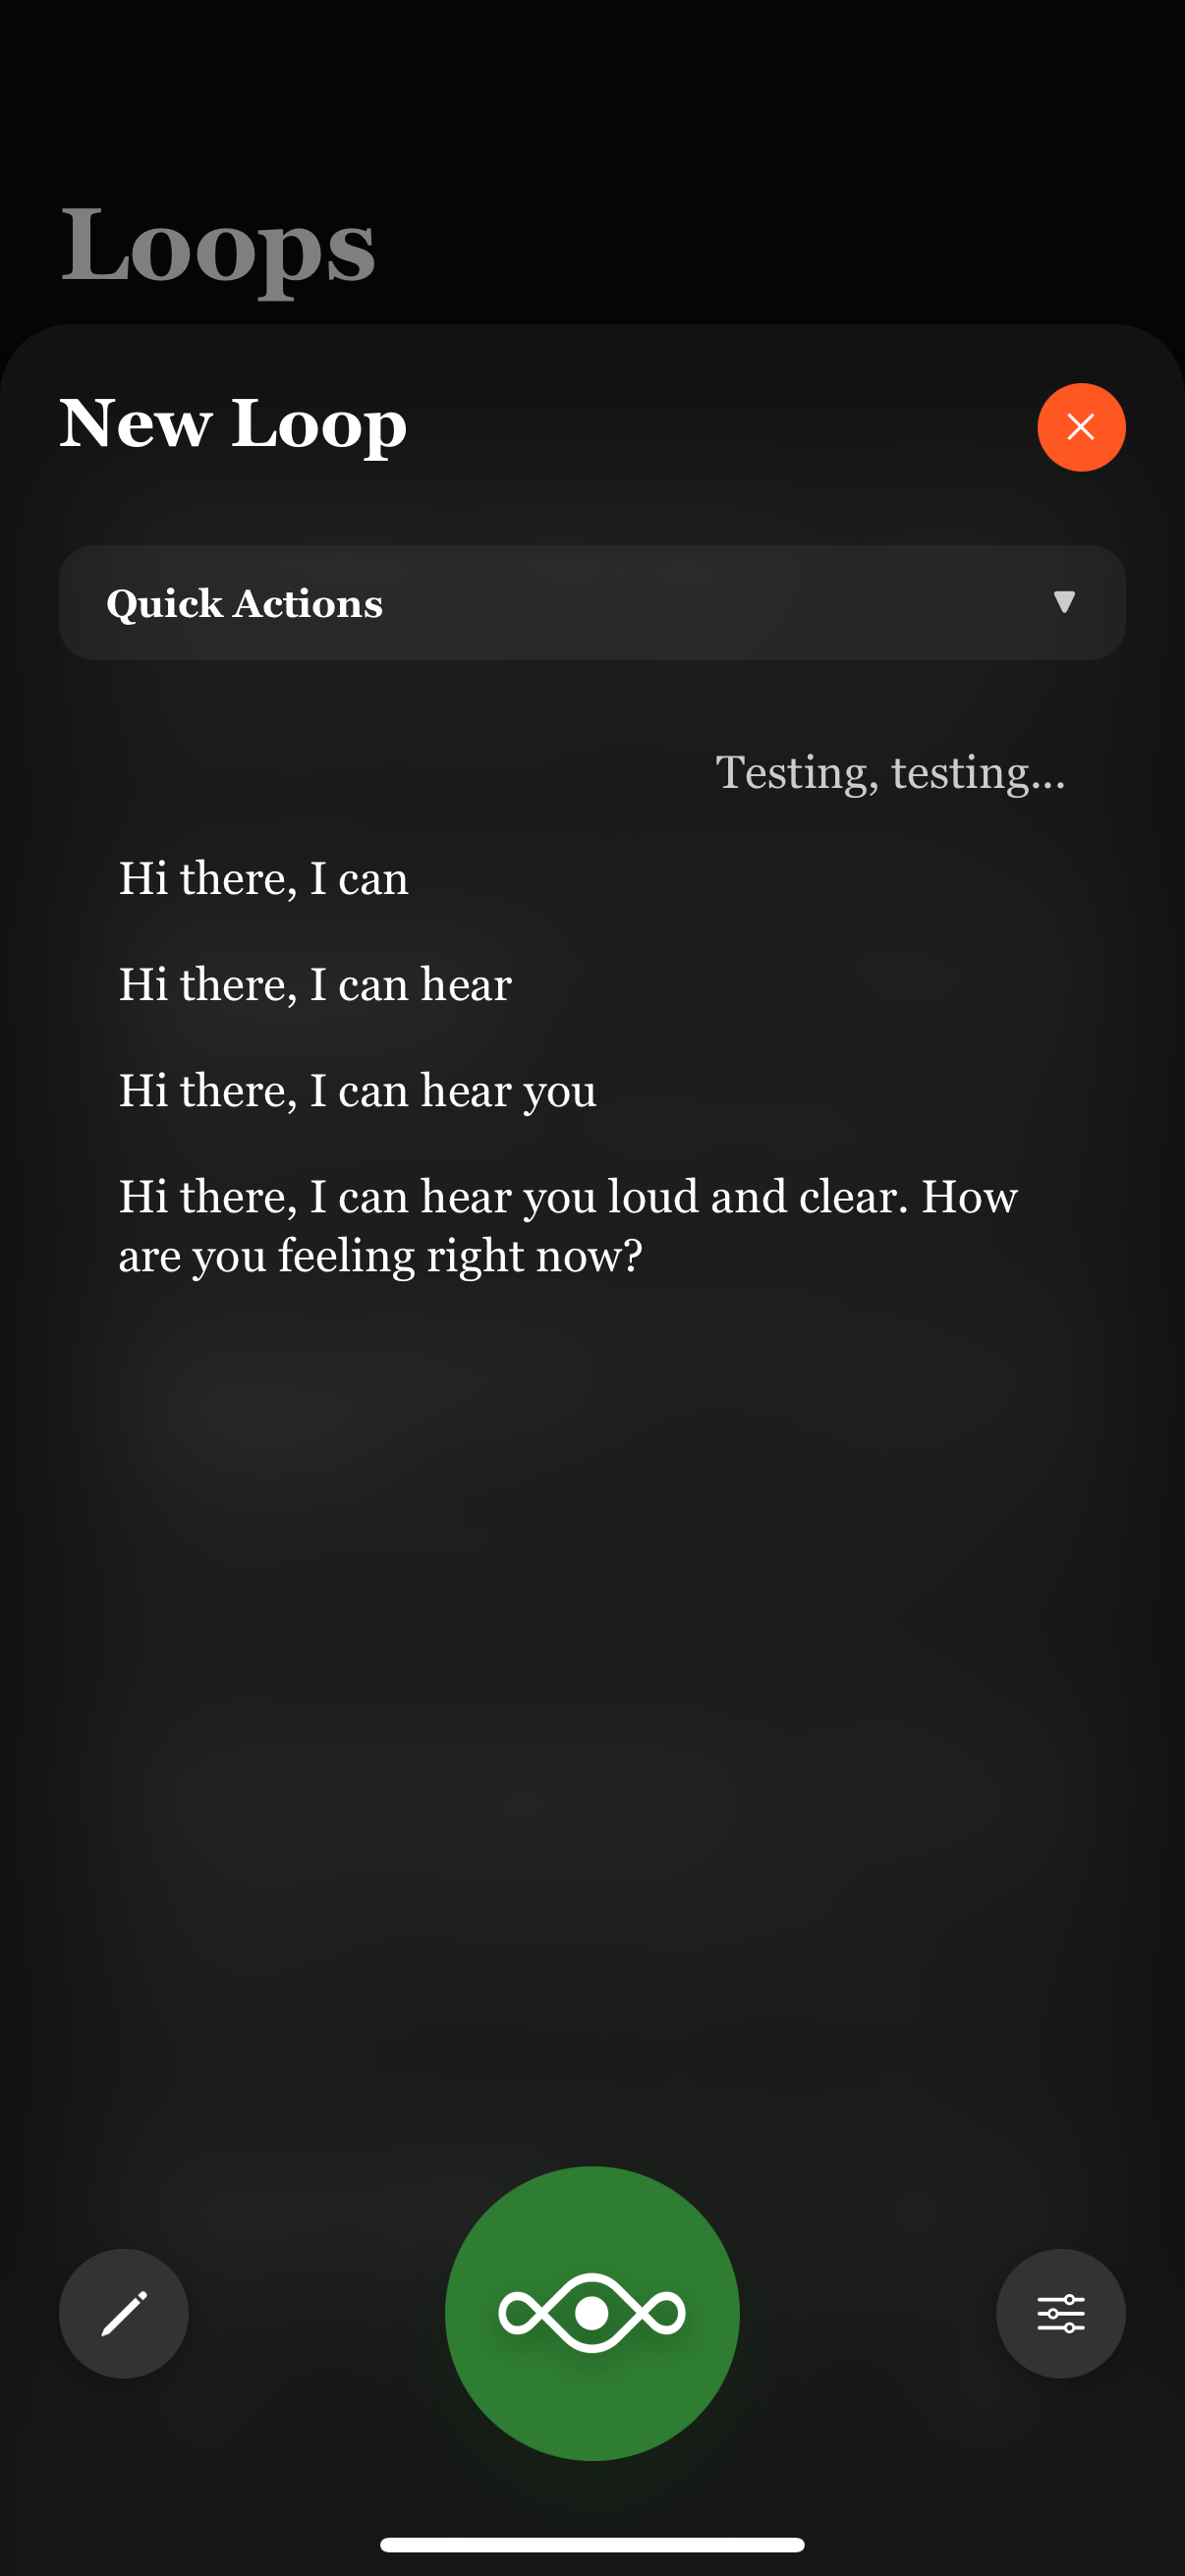 Loops
New Loop
Quick Actions
Testing, testing...
Hi there, I can
Hi there, I can hear
Hi there, I can hear you
Hi there, I can hear you loud and clear. How
are you feeling right now?